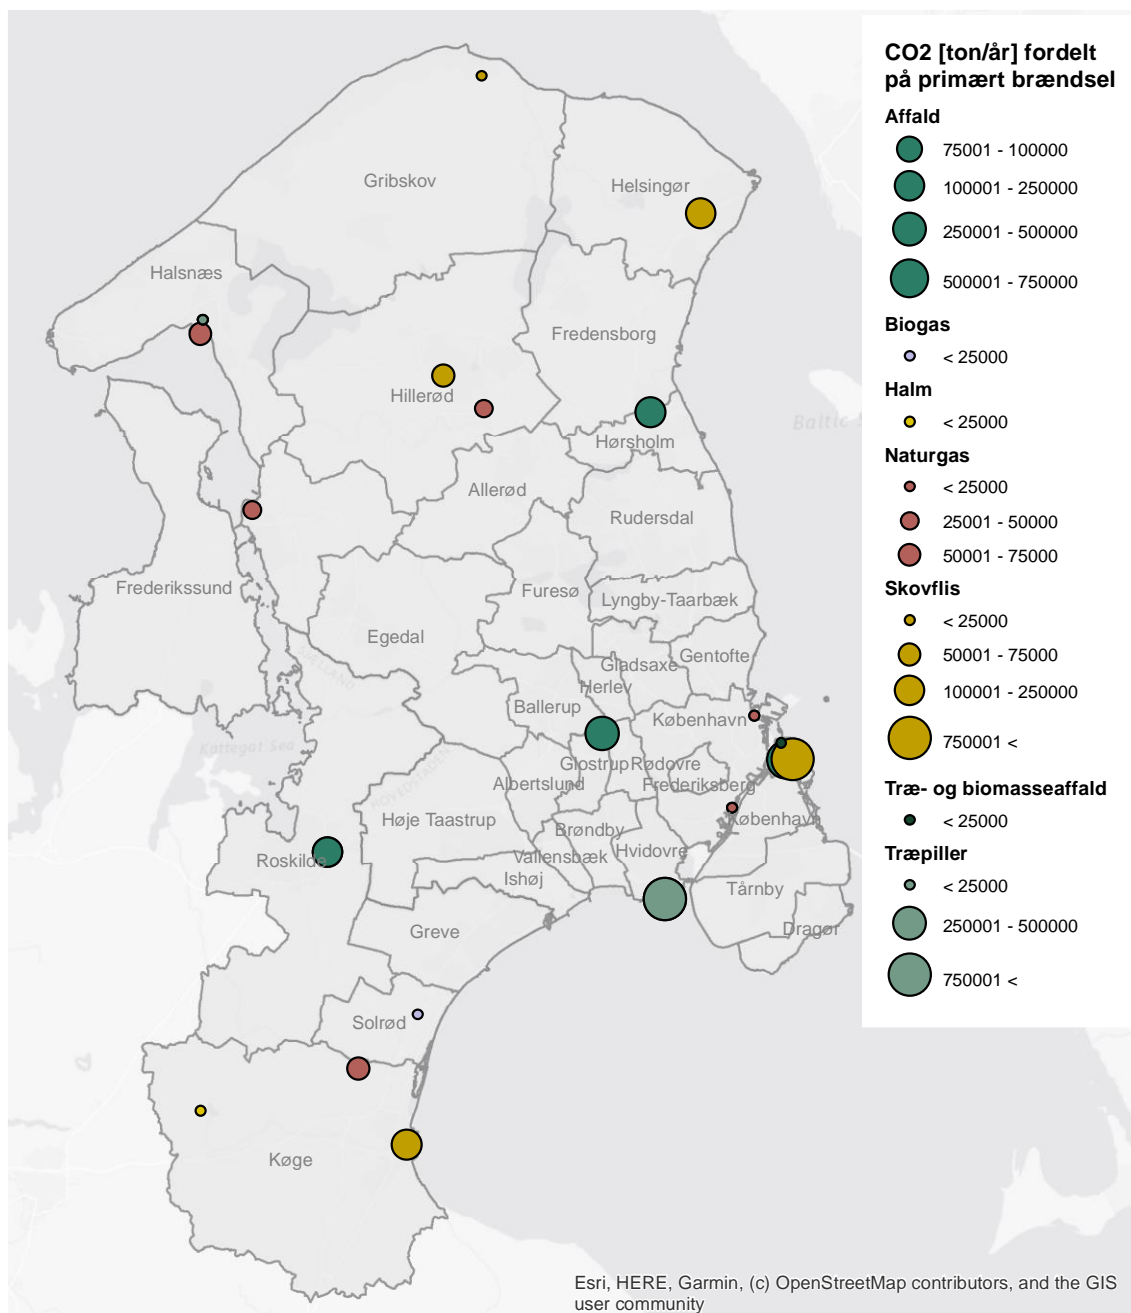 CO2 [ton/år] fordelt
på primært brændsel
Affald
75001 - 100000
100001 - 250000
250001 - 500000
500001 - 750000
Biogas
< 25000
Halm
< 25000
Naturgas
< 25000
25001 - 50000
50001 - 75000
Skovflis
< 25000
50001 - 75000
100001 - 250000
750001 <
Træ- og biomasseaffald
< 25000
Træpiller
< 25000
250001 - 500000
750001 <
Gribskov
Helsingør
Halsnæs
Fredensborg
Hillerød
Baltic
Hørsholm
Allerød
Rudersdal
Frederikssund
Furesø
Lyngby-Taarbæk
Egedal
SJÆLLAND
Gentofte
Gladsaxe
Herlev
Ballerup
København
Kattegat Sea
HOVEDSTADEN
Glostrup
Rødovre
Albertslund
Frederiksberg
Høje Taastrup
København
Brøndby
Hvidovre
Vallensbæk
Roskilde
Ishøj
Tårnby
Greve
Dragør
Solrød
Køge
Esri, HERE, Garmin, (c) OpenStreetMap contributors, and the GIS
user community